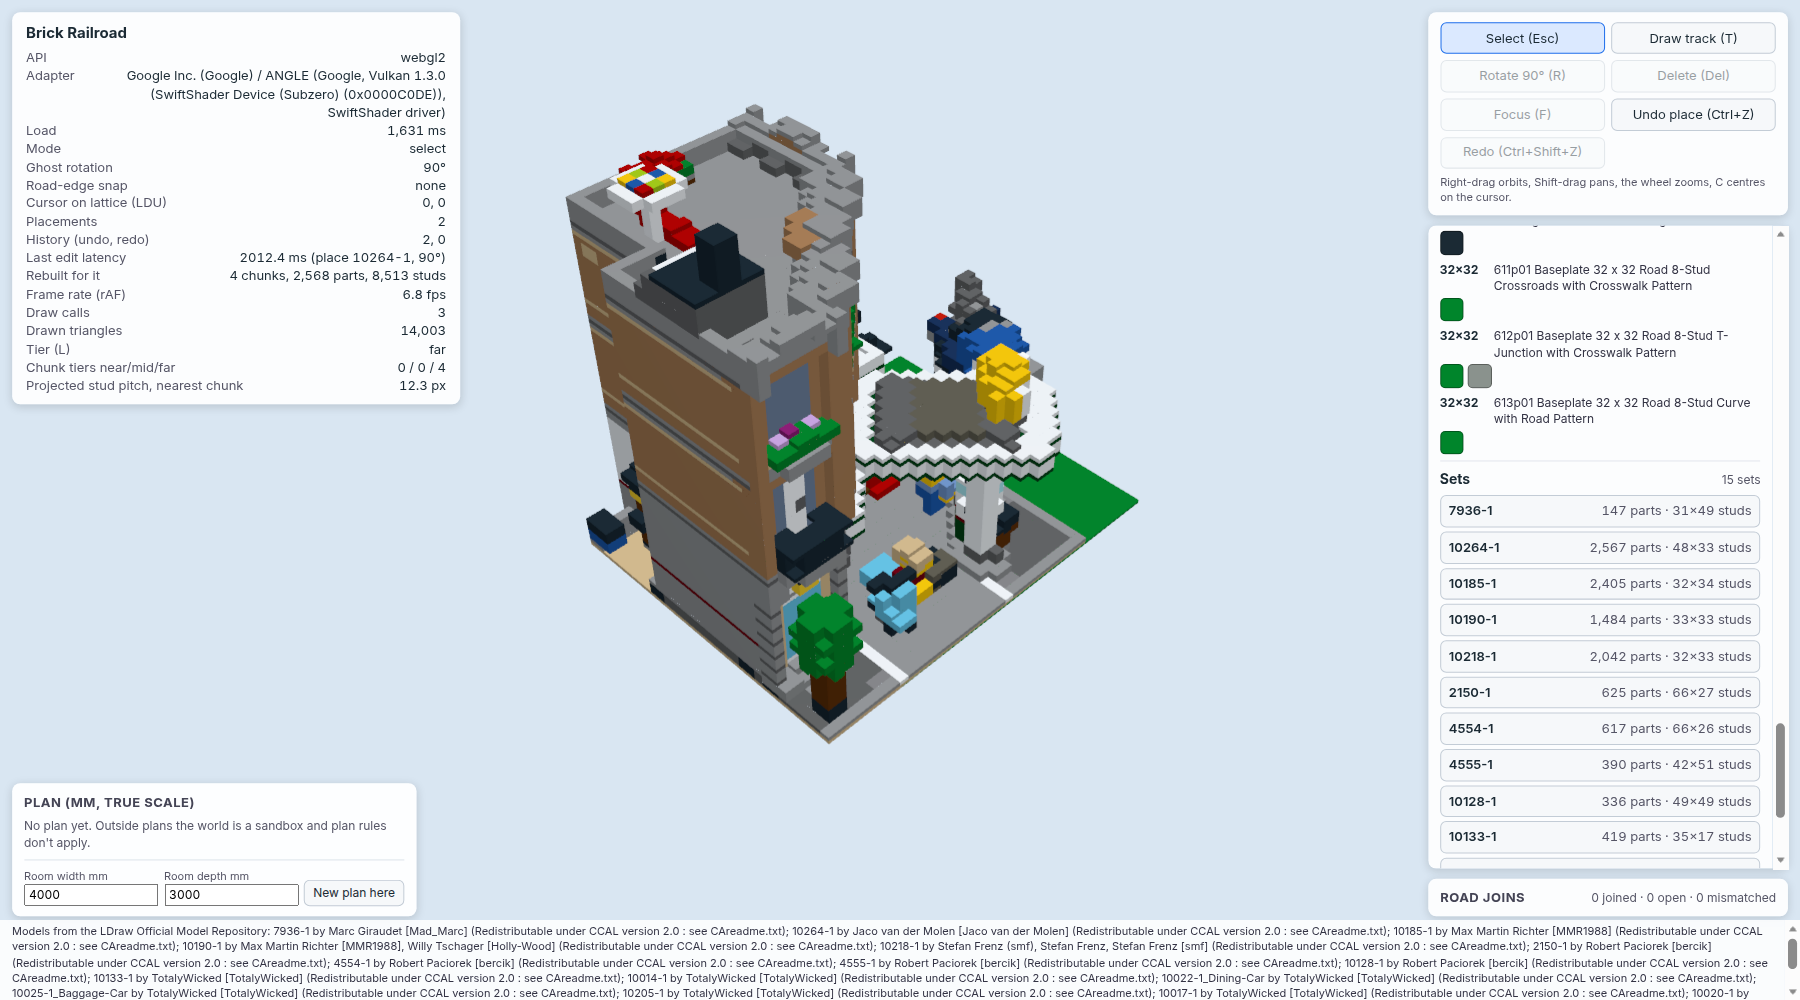 Brick Railroad
API webgl2
Adapter Google Inc. (Google) / ANGLE (Google, Vulkan 1.3.0
(SwiftShader Device (Subzero) (0x0000C0DE)),
SwiftShader driver)
Load 1,631 ms
Mode select
Ghost rotation 90°
Road-edge snap none
Cursor on lattice (LDU) 0, 0
Placements 2
History (undo, redo) 2, 0
Last edit latency 2012.4 ms (place 10264-1, 90°)
Rebuilt for it 4 chunks, 2,568 parts, 8,513 studs
Frame rate (rAF) 6.8 fps
Draw calls 3
Drawn triangles 14,003
Tier (L) far
Chunk tiers near/mid/far 0 / 0 / 4
Projected stud pitch, nearest chunk 12.3 px
PLAN (MM, TRUE SCALE)
No plan yet. Outside plans the world is a sandbox and plan rules
don't apply.
Room width mm Room depth mm
4000 3000 New plan here
Select (Esc) Draw track (T)
Rotate 90° (R) Delete (Del)
Focus (F) Undo place (Ctrl+Z)
Redo (Ctrl+Shift+Z)
Right-drag orbits, Shift-drag pans, the wheel zooms, C centres
on the cursor.
32×32 611p01 Baseplate 32 x 32 Road 8-Stud
Crossroads with Crosswalk Pattern
32×32 612p01 Baseplate 32 x 32 Road 8-Stud T-
Junction with Crosswalk Pattern
32×32 613p01 Baseplate 32 x 32 Road 8-Stud Curve
with Road Pattern
Sets 15 sets
7936-1 147 parts · 31×49 studs
10264-1 2,567 parts · 48×33 studs
10185-1 2,405 parts · 32×34 studs
10190-1 1,484 parts · 33×33 studs
10218-1 2,042 parts · 32×33 studs
2150-1 625 parts · 66×27 studs
4554-1 617 parts · 66×26 studs
4555-1 390 parts · 42×51 studs
10128-1 336 parts · 49×49 studs
10133-1 419 parts · 35×17 studs
ROAD JOINS 0 joined · 0 open · 0 mismatched
Models from the LDraw Official Model Repository: 7936-1 by Marc Giraudet [Mad_Marc] (Redistributable under CCAL version 2.0 : see CAreadme.txt); 10264-1 by Jaco van der Molen [Jaco van der Molen] (Redistributable under CCAL version 2.0 : see CAreadme.txt); 10185-1 by Max Martin Richter [MMR1988] (Redistributable under CCAL
version 2.0 : see CAreadme.txt); 10190-1 by Max Martin Richter [MMR1988], Willy Tschager [Holly-Wood] (Redistributable under CCAL version 2.0 : see CAreadme.txt); 10218-1 by Stefan Frenz (smf), Stefan Frenz, Stefan Frenz [smf] (Redistributable under CCAL version 2.0 : see CAreadme.txt); 2150-1 by Robert Paciorek [bercik]
(Redistributable under CCAL version 2.0 : see CAreadme.txt); 4554-1 by Robert Paciorek [bercik] (Redistributable under CCAL version 2.0 : see CAreadme.txt); 4555-1 by Robert Paciorek [bercik] (Redistributable under CCAL version 2.0 : see CAreadme.txt); 10128-1 by Robert Paciorek [bercik] (Redistributable under CCAL version 2.0 : see
CAreadme.txt); 10133-1 by TotalyWicked [TotalyWicked] (Redistributable under CCAL version 2.0 : see CAreadme.txt); 10014-1 by TotalyWicked [TotalyWicked] (Redistributable under CCAL version 2.0 : see CAreadme.txt); 10022-1_Dining-Car by TotalyWicked [TotalyWicked] (Redistributable under CCAL version 2.0 : see CAreadme.txt);
10025-1_Baggage-Car by TotalyWicked [TotalyWicked] (Redistributable under CCAL version 2.0 : see CAreadme.txt); 10205-1 by TotalyWicked [TotalyWicked] (Redistributable under CCAL version 2.0 : see CAreadme.txt); 10017-1 by TotalyWicked [TotalyWicked] (Redistributable under CCAL version 2.0 : see CAreadme.txt); 10020-1 by